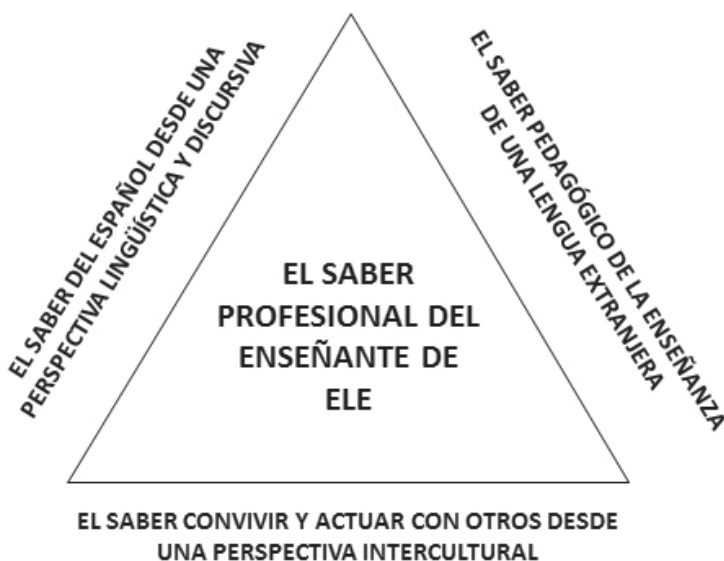 EL SABER DEL ESPAÑOL DESDE UNA
PERSPECTIVA LINGÜÍSTICA Y DISCURSIVA
EL SABER PEDAGÓGICO DE LA ENSEÑANZA
DE UNA LENGUA EXTRANJERA
EL SABER
PROFESIONAL DEL
ENSEÑANTE DE
ELE
EL SABER CONVIVIR Y ACTUAR CON OTROS DESDE
UNA PERSPECTIVA INTERCULTURAL